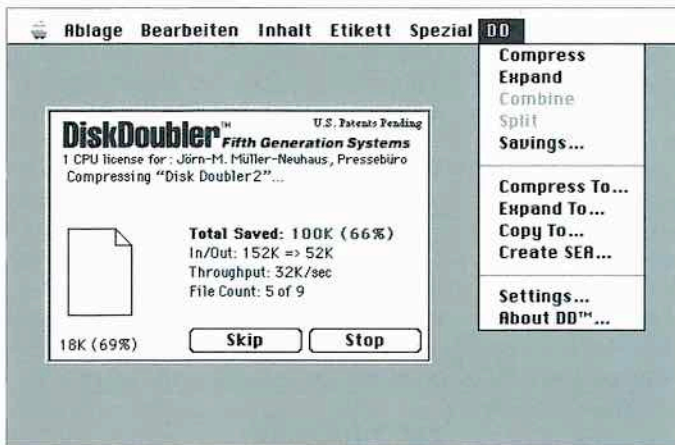 Ablage Bearbeiten Inhalt Etikett Spezial DD
Compress
Expand
Combine
Split
Savings...
Compress To...
Expand To...
Copy To...
Create SEA...
Settings...
About DD™...
DiskDoubler™
U.S. Patents Pending
Fifth Generation Systems
1 CPU license for: Jörn-M. Müller-Neuhaus, Pressebüro
Compressing “Disk Doubler2”...
Total Saved: 100K (66%)
In/Out: 152K => 52K
Throughput: 32K/sec
File Count: 5 of 9
18K (69%)
Skip
Stop